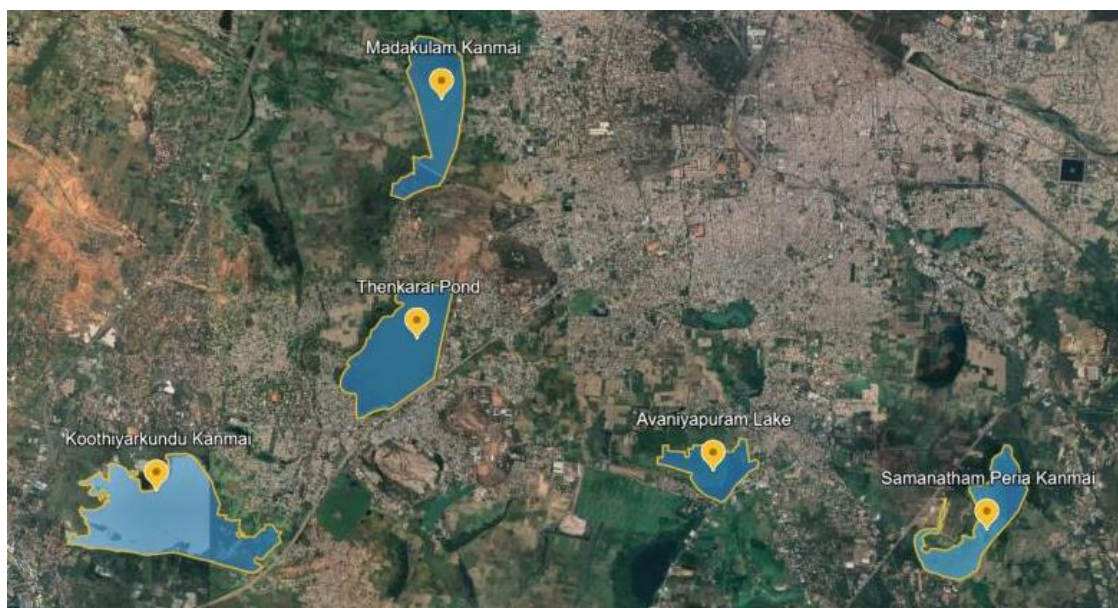 Madakulam Kanmai
Thenkarai Pond
Koothiyarkundu Kanmai
Avaniyapuram Lake
Samanatham Peria Kanmai